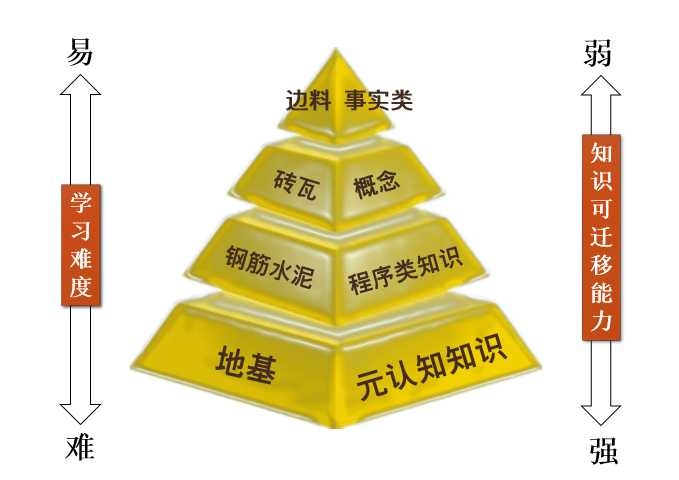 易
弱
边料 事实类
砖瓦 概念
钢筋水泥 程序类知识
地基 元认知知识
学习难度
知识可迁移能力
难
强